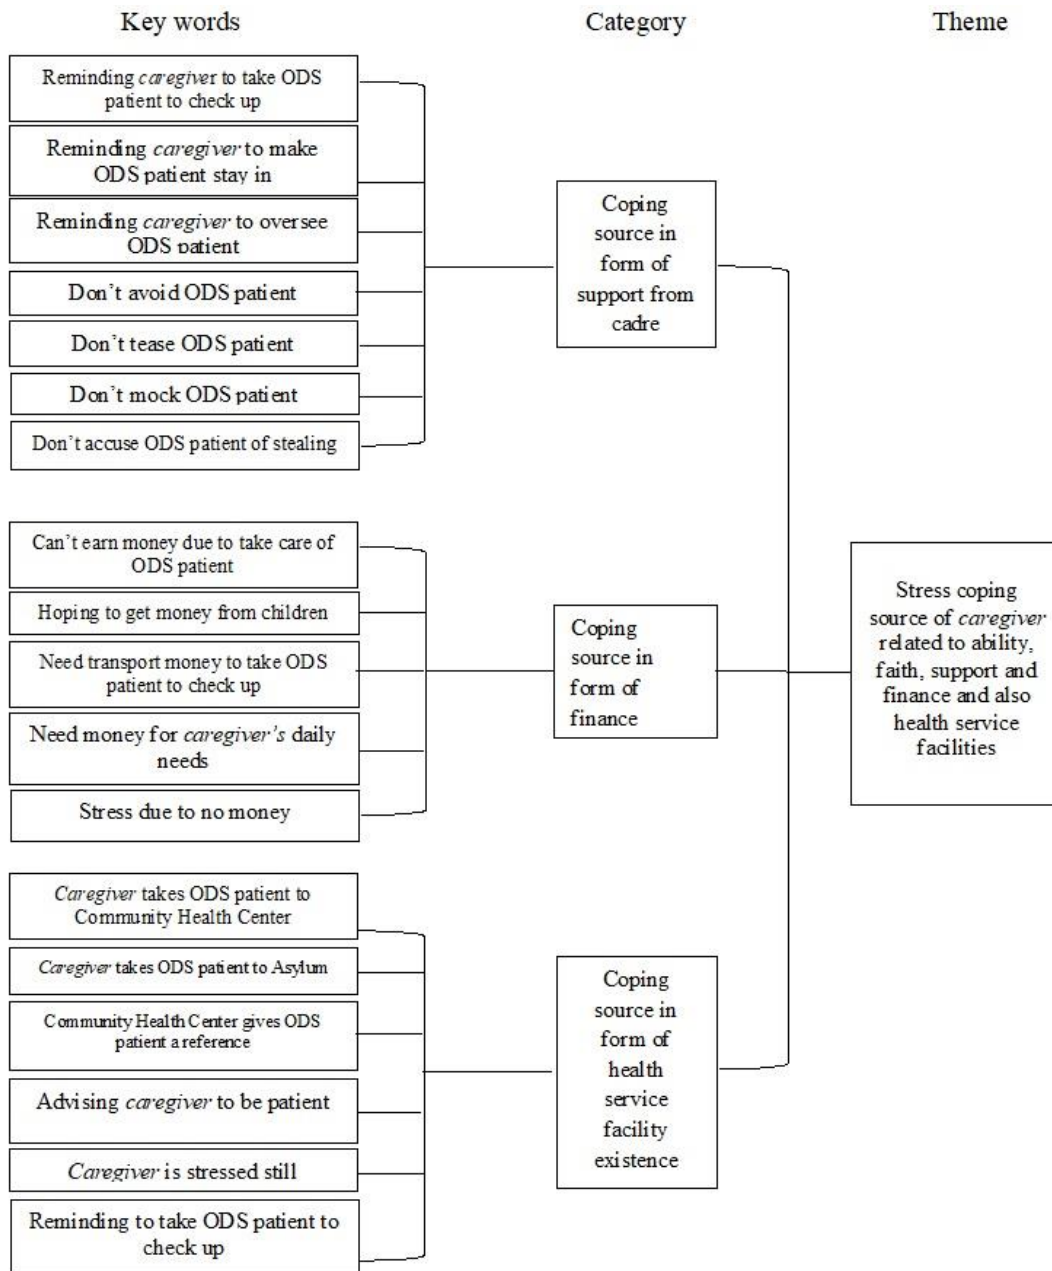 Key words
Category
Theme
Reminding caregiver to take ODS
patient to check up
Reminding caregiver to make
ODS patient stay in
Reminding caregiver to oversee
ODS patient
Don't avoid ODS patient
Don't tease ODS patient
Don't mock ODS patient
Don't accuse ODS patient of stealing
Coping
source in
form of
support from
cadre
Can't earn money due to take care of
ODS patient
Hoping to get money from children
Need transport money to take ODS
patient to check up
Need money for caregiver's daily
needs
Stress due to no money
Coping
source in
form of
finance
Caregiver takes ODS patient to
Community Health Center
Caregiver takes ODS patient to Asylum
Community Health Center gives ODS
patient a reference
Advising caregiver to be patient
Caregiver is stressed still
Reminding to take ODS patient to
check up
Coping
source in
form of
health
service
facility
existence
Stress coping
source of caregiver
related to ability,
faith, support and
finance and also
health service
facilities